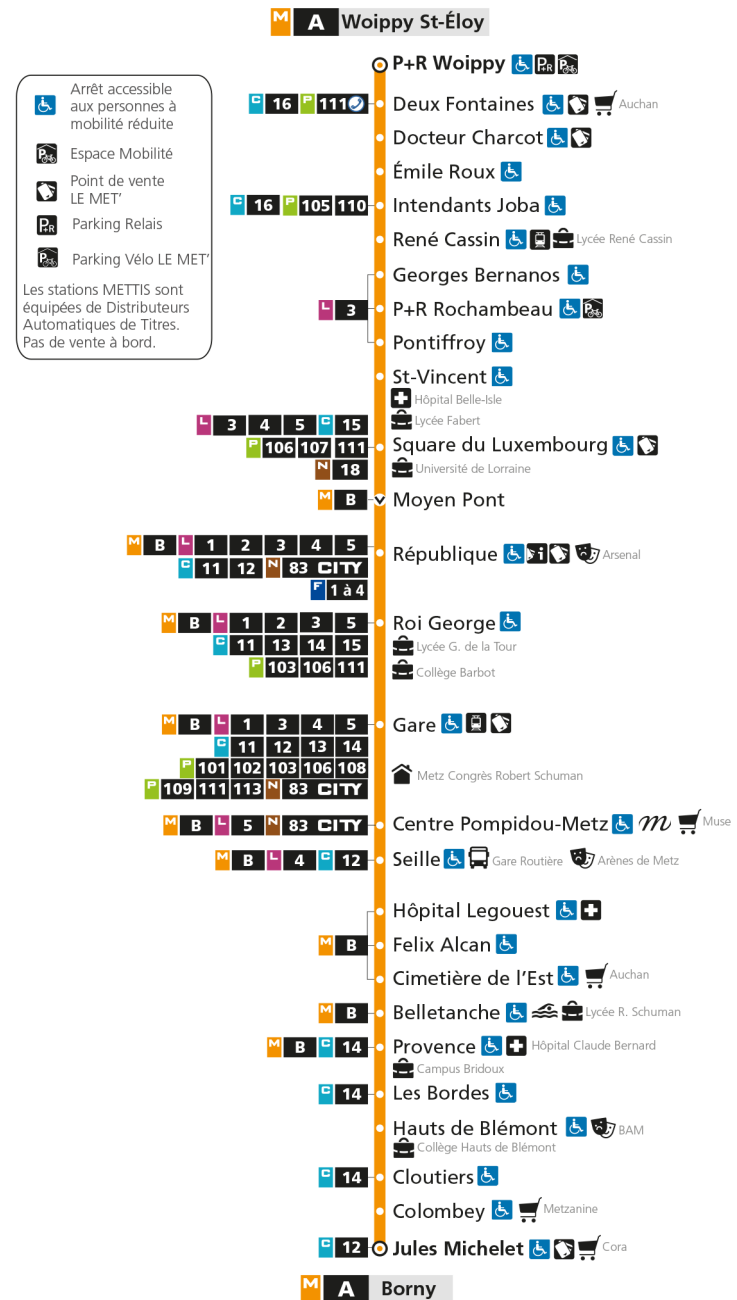 M A Woippy St-Éloy
P+R Woippy P+R P
Arrêt accessible
aux personnes à
mobilité réduite
P Espace Mobilité
Point de vente
LE MET’
P+R Parking Relais
P Parking Vélo LE MET’
Les stations METTIS sont
équipées de Distributeurs
Automatiques de Titres.
Pas de vente à bord.
C 16 P 111 Deux Fontaines Auchan
Docteur Charcot
Émile Roux
C 16 P 105 110 Intendants Joba
René Cassin Lycée René Cassin
Georges Bernanos
L 3 P+R Rochambeau P
Pontiffroy
St-Vincent
Hôpital Belle-Isle
L 3 4 5 C 15 Lycée Fabert
P 106 107 111 Square du Luxembourg
N 18 Université de Lorraine
M B Moyen Pont
M B L 1 2 3 4 5
République i Arsenal
C 11 12 N 83 CITY
F 1 à 4
M B L 1 2 3 5 Roi George
C 11 13 14 15 Lycée G. de la Tour
P 103 106 111 Collège Barbot
M B L 1 3 4 5 Gare
C 11 12 13 14
P 101 102 103 106 108 Metz Congrès Robert Schuman
P 109 111 113 N 83 CITY
M B L 5 N 83 CITY Centre Pompidou-Metz m Muse
M B L 4 C 12 Seille Gare Routière Arènes de Metz
Hôpital Legouest
M B Felix Alcan
Cimetière de l’Est Auchan
M B Belletanche Lycée R. Schuman
M B C 14 Provence Hôpital Claude Bernard
Campus Bridoux
C 14 Les Bordes
Hauts de Blémont BAM
Collège Hauts de Blémont
C 14 Cloutiers
Colombey Metzanine
C 12 Jules Michelet Cora
M A Borny